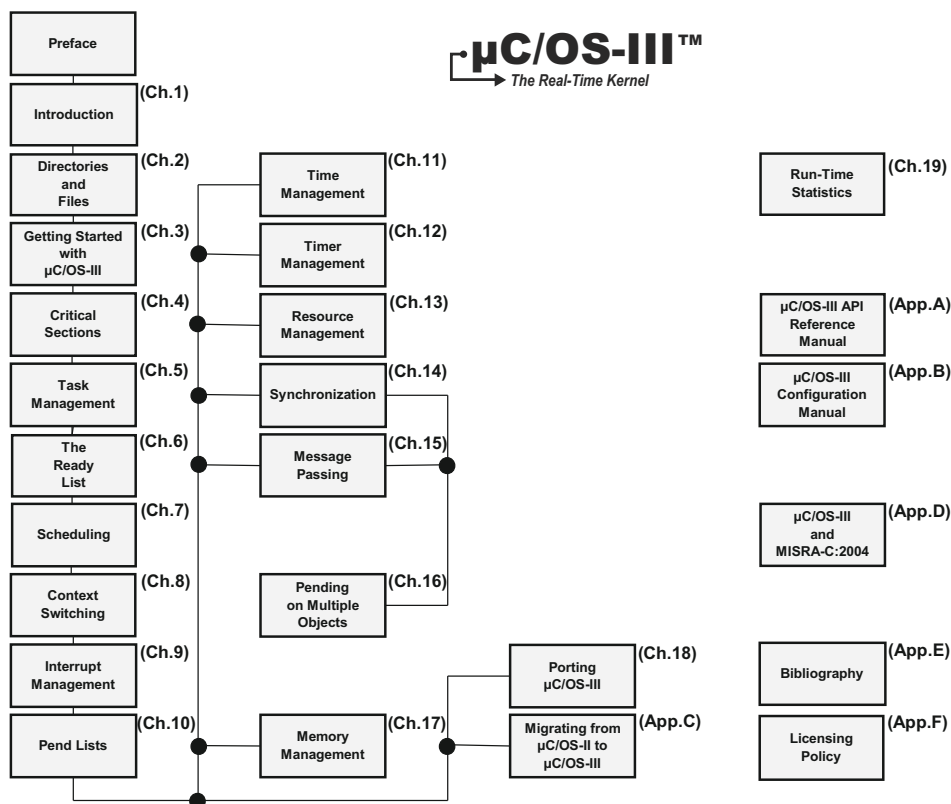 Preface
µC/OS-III™
The Real-Time Kernel
(Ch.1)
Introduction
(Ch.2)
Directories
and
Files
(Ch.3)
Getting Started
with
µC/OS-III
(Ch.4)
Critical
Sections
(Ch.5)
Task
Management
(Ch.6)
The
Ready
List
(Ch.7)
Scheduling
(Ch.8)
Context
Switching
(Ch.9)
Interrupt
Management
(Ch.10)
Pend Lists
(Ch.11)
Time
Management
(Ch.12)
Timer
Management
(Ch.13)
Resource
Management
(Ch.14)
Synchronization
(Ch.15)
Message
Passing
(Ch.16)
Pending
on Multiple
Objects
(Ch.17)
Memory
Management
(Ch.18)
Porting
µC/OS-III
(App.C)
Migrating from
µC/OS-II to
µC/OS-III
(Ch.19)
Run-Time
Statistics
(App.A)
µC/OS-III API
Reference
Manual
(App.B)
µC/OS-III
Configuration
Manual
(App.D)
µC/OS-III
and
MISRA-C:2004
(App.E)
Bibliography
(App.F)
Licensing
Policy